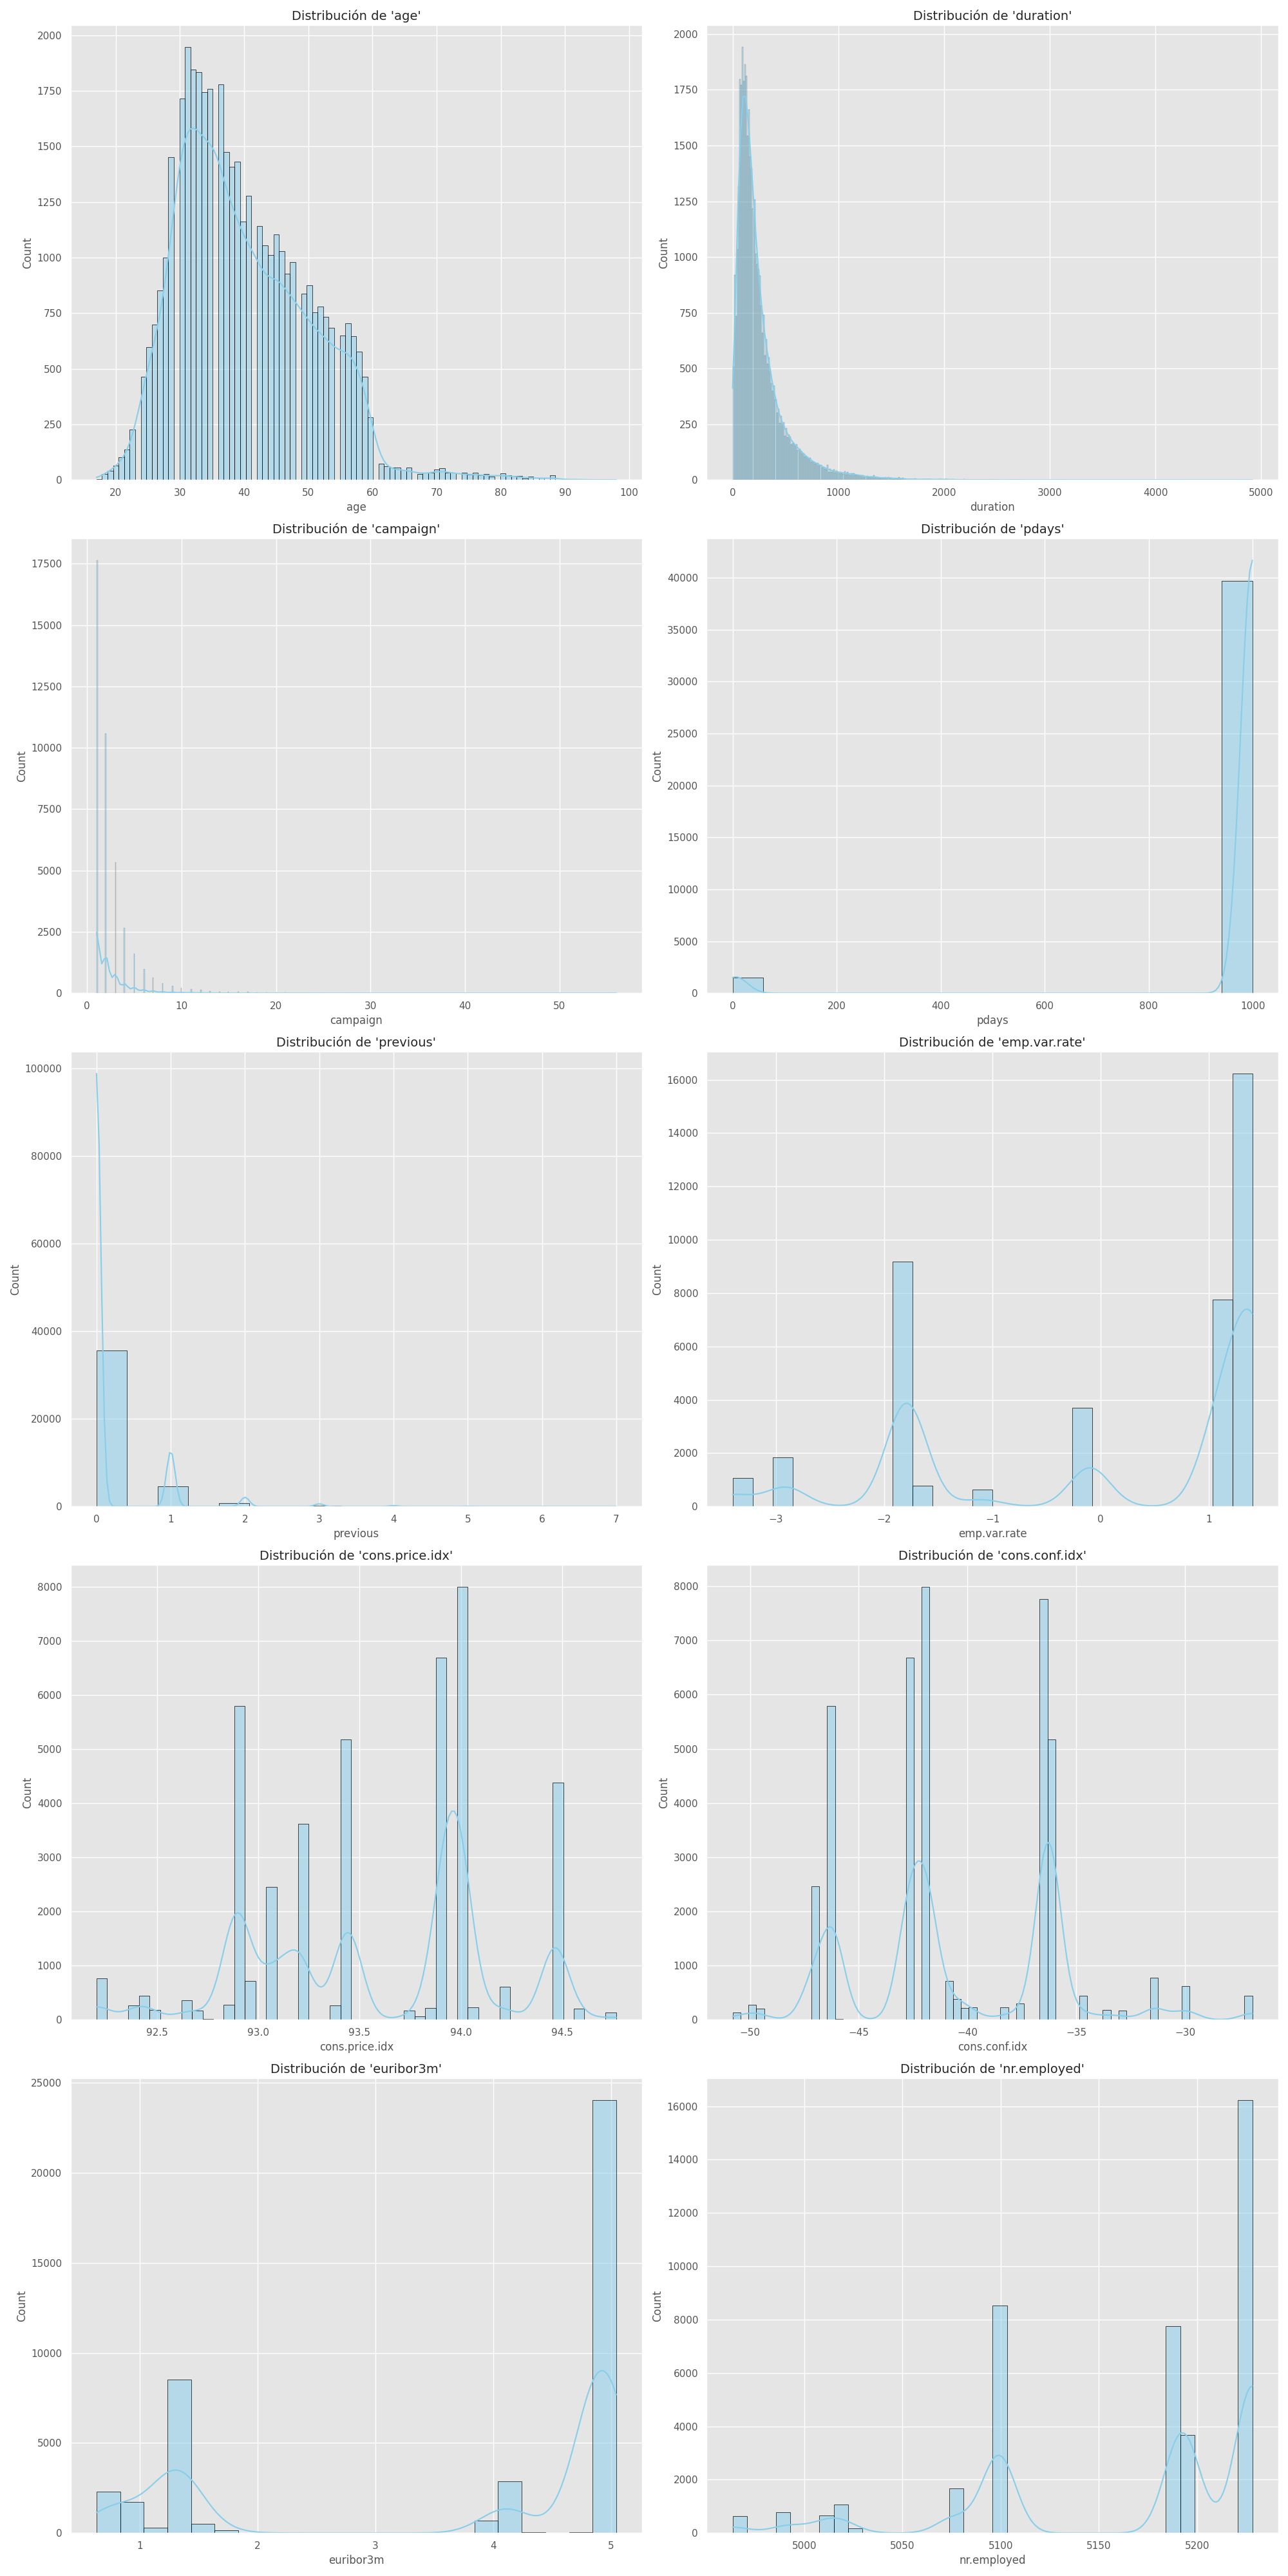 Distribución de 'age'
2000
1750
1500
1250
1000
750
500
250
0
Count
20 30 40 50 60 70 80 90 100
age
Distribución de 'duration'
2000
1750
1500
1250
1000
750
500
250
0
Count
0 1000 2000 3000 4000 5000
duration
Distribución de 'campaign'
17500
15000
12500
10000
7500
5000
2500
0
Count
0 10 20 30 40 50
campaign
Distribución de 'pdays'
40000
35000
30000
25000
20000
15000
10000
5000
0
Count
0 200 400 600 800 1000
pdays
Distribución de 'previous'
100000
80000
60000
40000
20000
0
Count
0 1 2 3 4 5 6 7
previous
Distribución de 'emp.var.rate'
16000
14000
12000
10000
8000
6000
4000
2000
0
Count
−3 −2 −1 0 1
emp.var.rate
Distribución de 'cons.price.idx'
8000
7000
6000
5000
4000
3000
2000
1000
0
Count
92.5 93.0 93.5 94.0 94.5
cons.price.idx
Distribución de 'cons.conf.idx'
8000
7000
6000
5000
4000
3000
2000
1000
0
Count
−50 −45 −40 −35 −30
cons.conf.idx
Distribución de 'euribor3m'
25000
20000
15000
10000
5000
0
Count
1 2 3 4 5
euribor3m
Distribución de 'nr.employed'
16000
14000
12000
10000
8000
6000
4000
2000
0
Count
5000 5050 5100 5150 5200
nr.employed